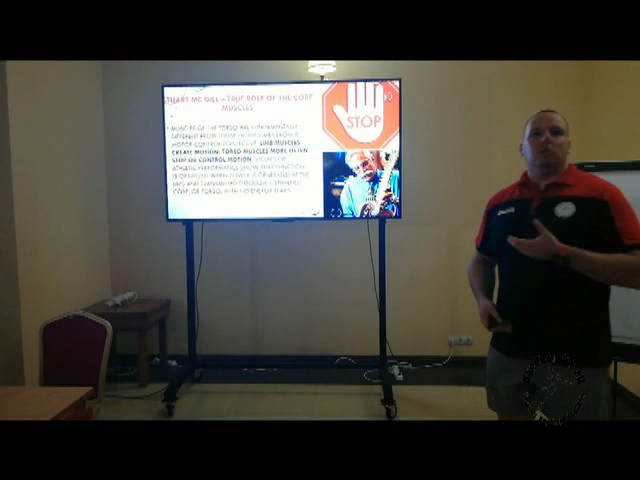 STUART MC GILL – TRUE ROLE OF THE CORE
MUSCLES
STOP
MUSCLES OF THE TORSO ARE FUNDAMENTALLY
DIFFERENT FROM THOSE OF THE LIMBS FROM A
MOTOR CONTROL PERSPECTIVE. LIMB MUSCLES
CREATE MOTION; TORSO MUSCLES MORE OFTEN
STOP OR CONTROL MOTION. STUDIES OF
ATHLETIC PERFORMANCE SHOW THAT FUNCTION
IS OPTIMIZED WHEN POWER IS GENERATED AT THE
HIPS AND TRANSMITTED THROUGH A STIFFENED
CORE, OR TORSO, WITH NO ENERGY LEAKS